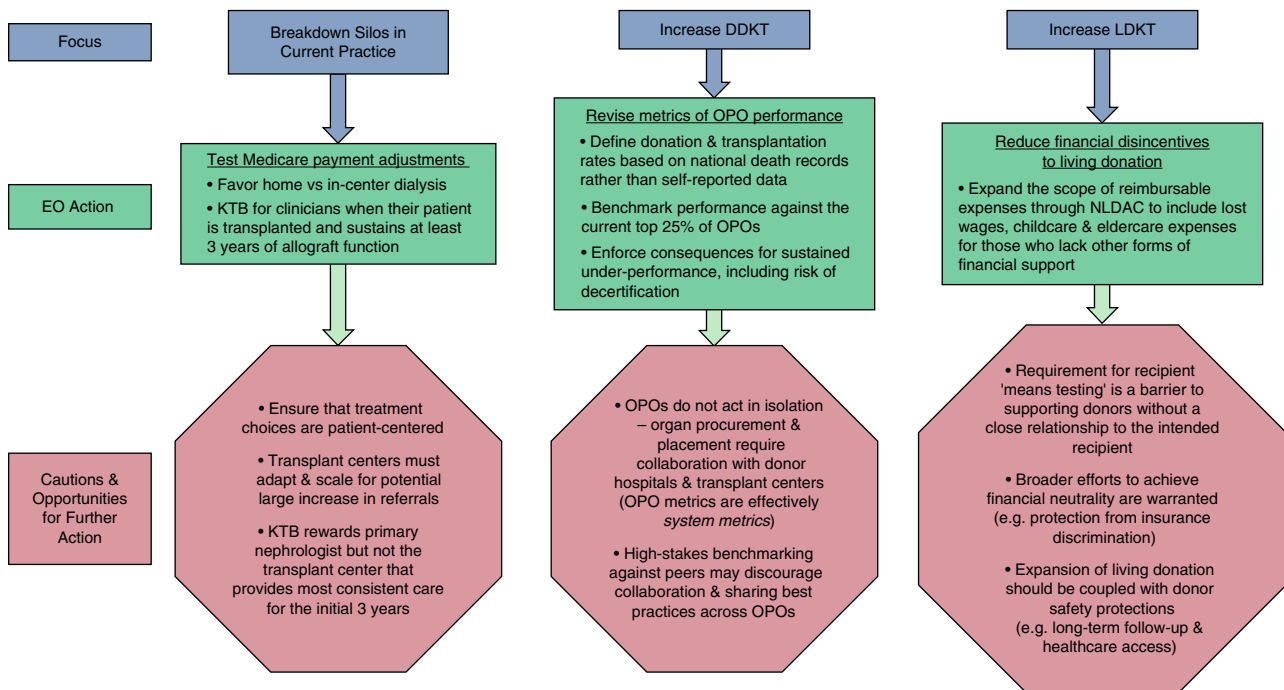 Focus
Breakdown Silos in
Current Practice
Increase DDKT
Increase LDKT
EO Action
Test Medicare payment adjustments
• Favor home vs in-center dialysis
• KTB for clinicians when their patient
is transplanted and sustains at least
3 years of allograft function
Revise metrics of OPO performance
• Define donation & transplantation
rates based on national death records
rather than self-reported data
• Benchmark performance against the
current top 25% of OPOs
• Enforce consequences for sustained
under-performance, including risk of
decertification
Reduce financial disincentives
to living donation
• Expand the scope of reimbursable
expenses through NLDAC to include lost
wages, childcare & eldercare expenses
for those who lack other forms of
financial support
Cautions &
Opportunities
for Further
Action
• Ensure that treatment
choices are patient-centered
• Transplant centers must
adapt & scale for potential
large increase in referrals
• KTB rewards primary
nephrologist but not the
transplant center that
provides most consistent care
for the initial 3 years
• OPOs do not act in isolation
– organ procurement &
placement require
collaboration with donor
hospitals & transplant centers
(OPO metrics are effectively
system metrics)
• High-stakes benchmarking
against peers may discourage
collaboration & sharing best
practices across OPOs
• Requirement for recipient
'means testing' is a barrier to
supporting donors without a
close relationship to the intended
recipient
• Broader efforts to achieve
financial neutrality are warranted
(e.g. protection from insurance
discrimination)
• Expansion of living donation
should be coupled with donor
safety protections
(e.g. long-term follow-up &
healthcare access)